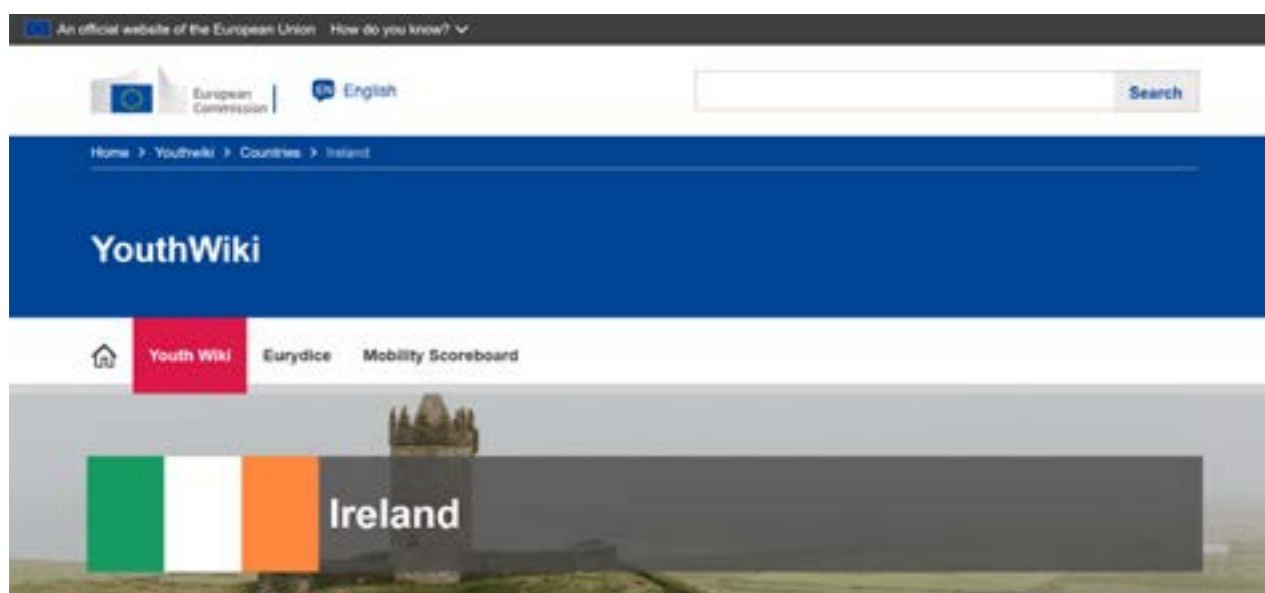 An official website of the European Union How do you know?
European
Commission
EN English
Search
Home > Youthwiki > Countries > Ireland
YouthWiki
Youth Wiki Eurydice Mobility Scoreboard
Ireland